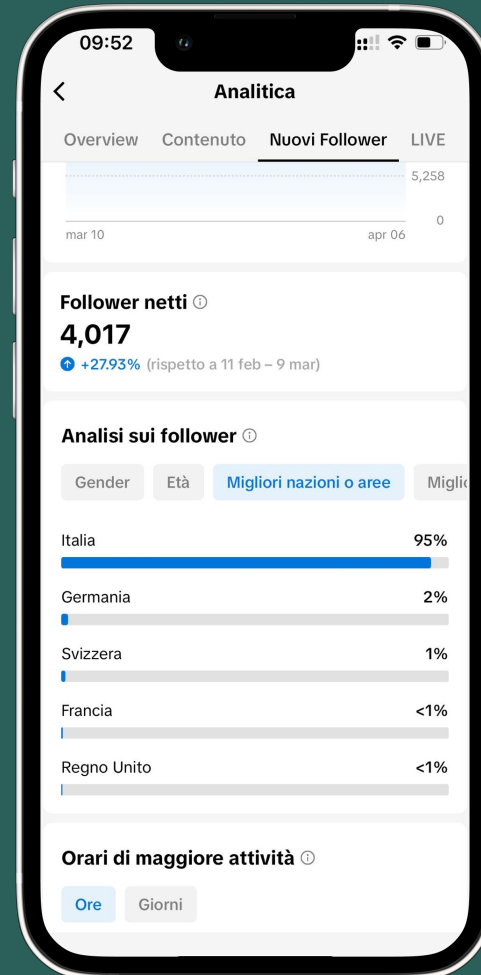 09:52
Analitica
Overview Contenuto Nuovi Follower LIVE
5,258
0
mar 10 apr 06
Follower netti
4,017
+27.93% (rispetto a 11 feb – 9 mar)
Analisi sui follower
Gender Età Migliori nazioni o aree
Italia 95%
Germania 2%
Svizzera 1%
Francia <1%
Regno Unito <1%
Orari di maggiore attività
Ore Giorni